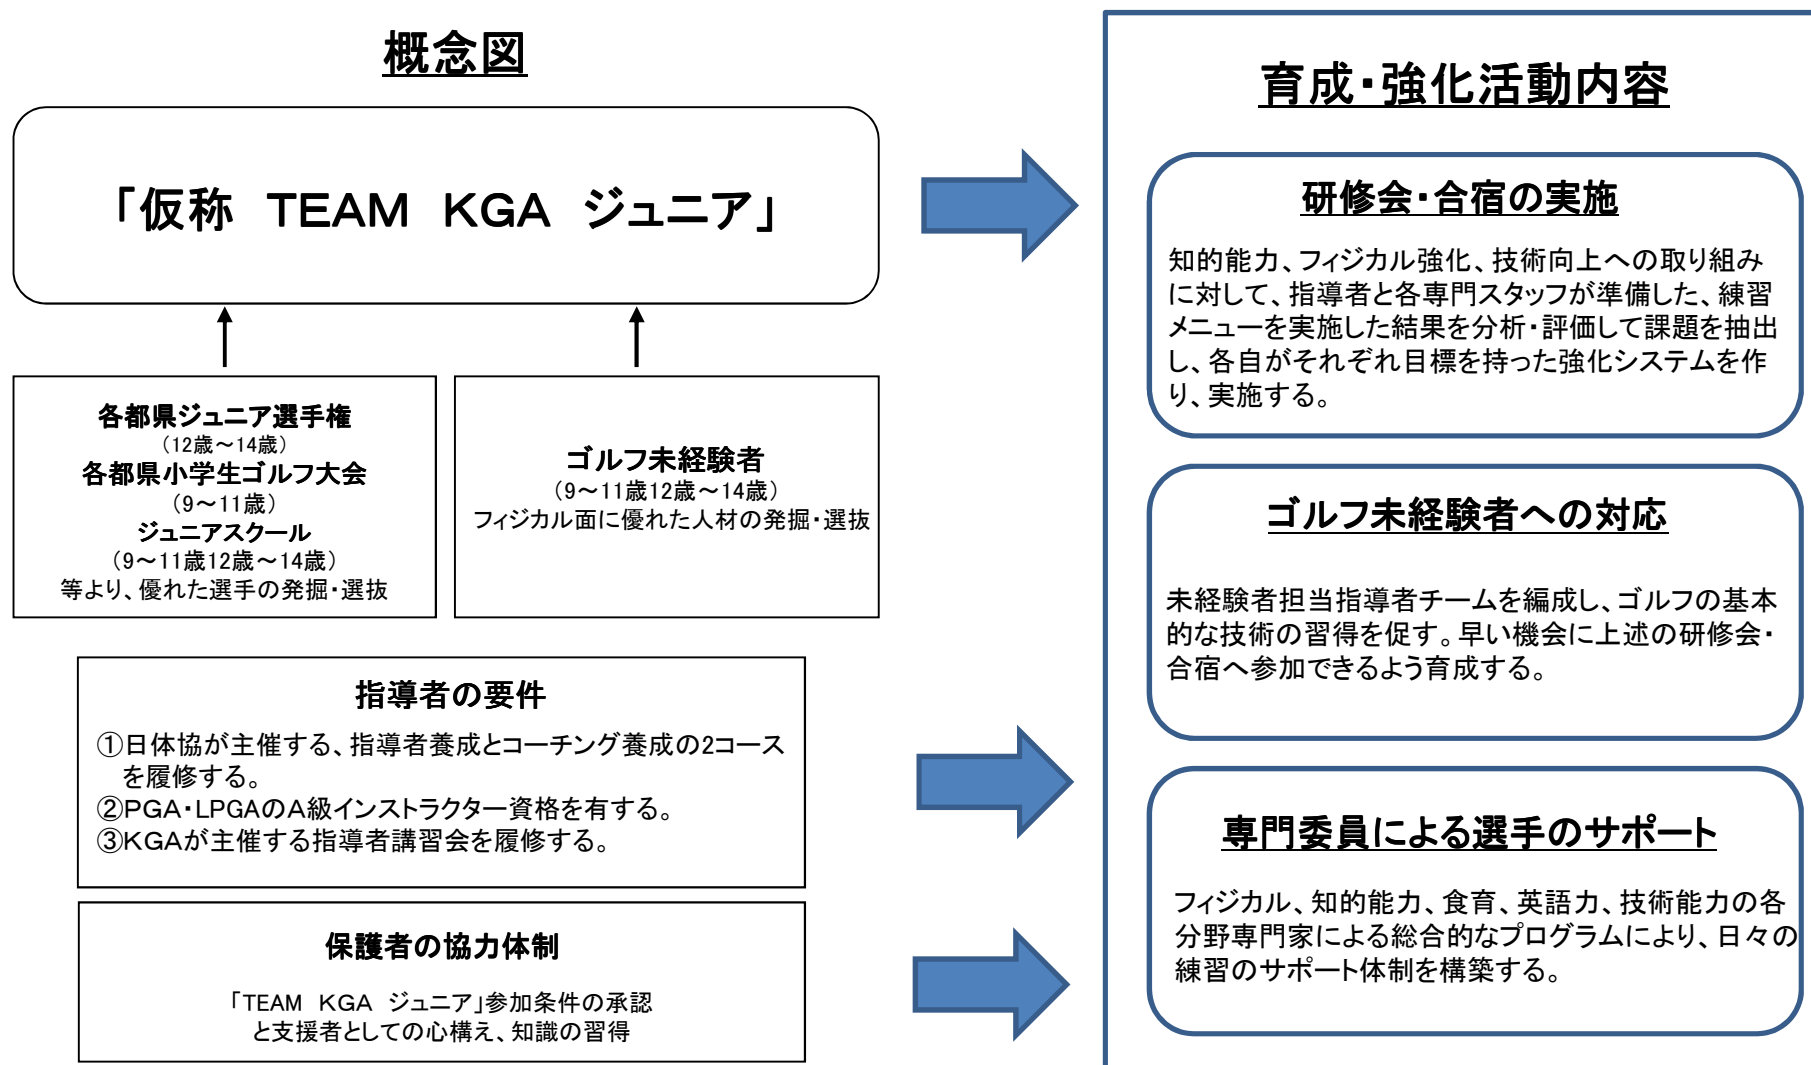 概念図
「仮称　TEAM　KGA　ジュニア」
各都県ジュニア選手権
（12歳～14歳）
各都県小学生ゴルフ大会
（9～11歳）
ジュニアスクール
（9～11歳12歳～14歳）
等より、優れた選手の発掘・選抜
ゴルフ未経験者
（9～11歳12歳～14歳）
フィジカル面に優れた人材の発掘・選抜
指導者の要件
①日体協が主催する、指導者養成とコーチング養成の2コース
を履修する。
②PGA・LPGAのA級インストラクター資格を有する。
③KGAが主催する指導者講習会を履修する。
保護者の協力体制
「TEAM　KGA　ジュニア」参加条件の承認
と支援者としての心構え、知識の習得
育成・強化活動内容
研修会・合宿の実施
知的能力、フィジカル強化、技術向上への取り組み
に対して、指導者と各専門スタッフが準備した、練習
メニューを実施した結果を分析・評価して課題を抽出
し、各自がそれぞれ目標を持った強化システムを作
り、実施する。
ゴルフ未経験者への対応
未経験者担当指導者チームを編成し、ゴルフの基本
的な技術の習得を促す。早い機会に上述の研修会・
合宿へ参加できるよう育成する。
専門委員による選手のサポート
フィジカル、知的能力、食育、英語力、技術能力の各
分野専門家による総合的なプログラムにより、日々の
練習のサポート体制を構築する。